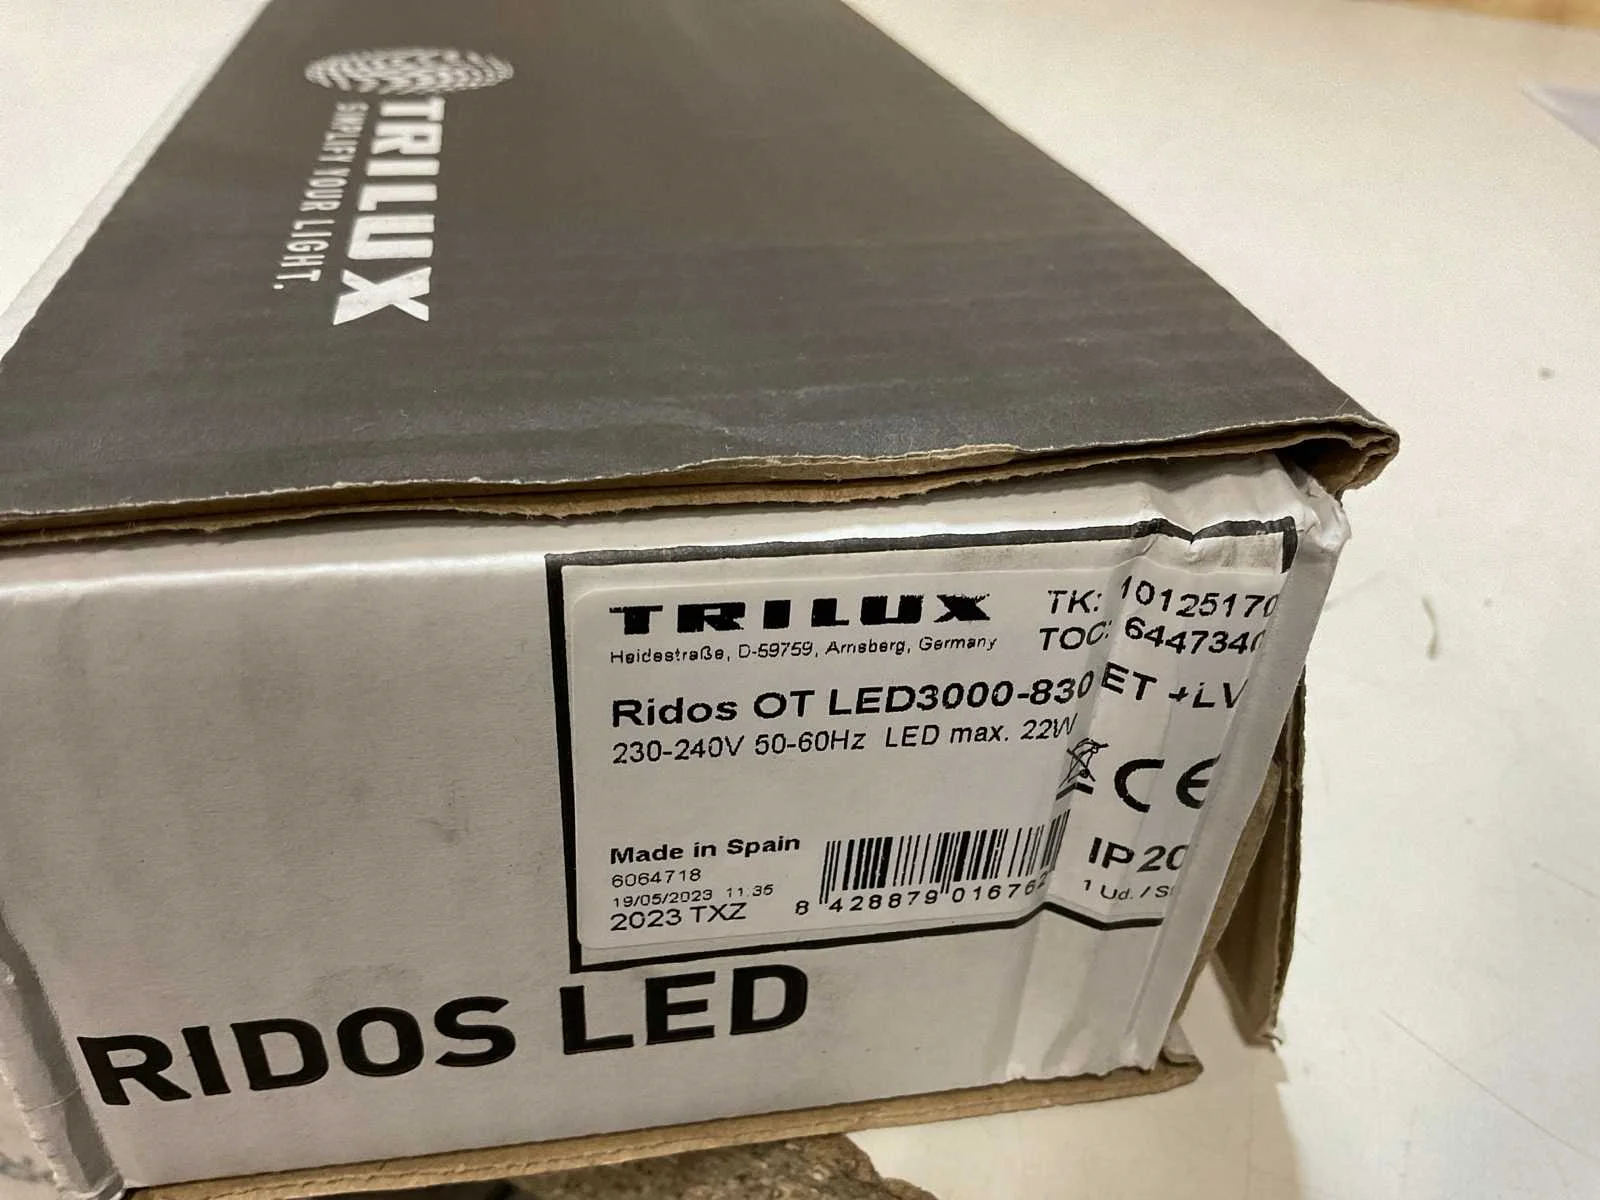 TRILUX
SIMPLIFY YOUR LIGHT.
TRILUX
Heidestraße, D-59759, Arnsberg, Germany
TK: 10125170
TOC: 6447340
Ridos OT LED3000-830 ET +LV
230-240V 50-60Hz LED max. 22W
CE
Made in Spain
6064718
19/05/2023 11:35
2023 TXZ
8 428879 016762
IP20
1 Ud. /
RIDOS LED